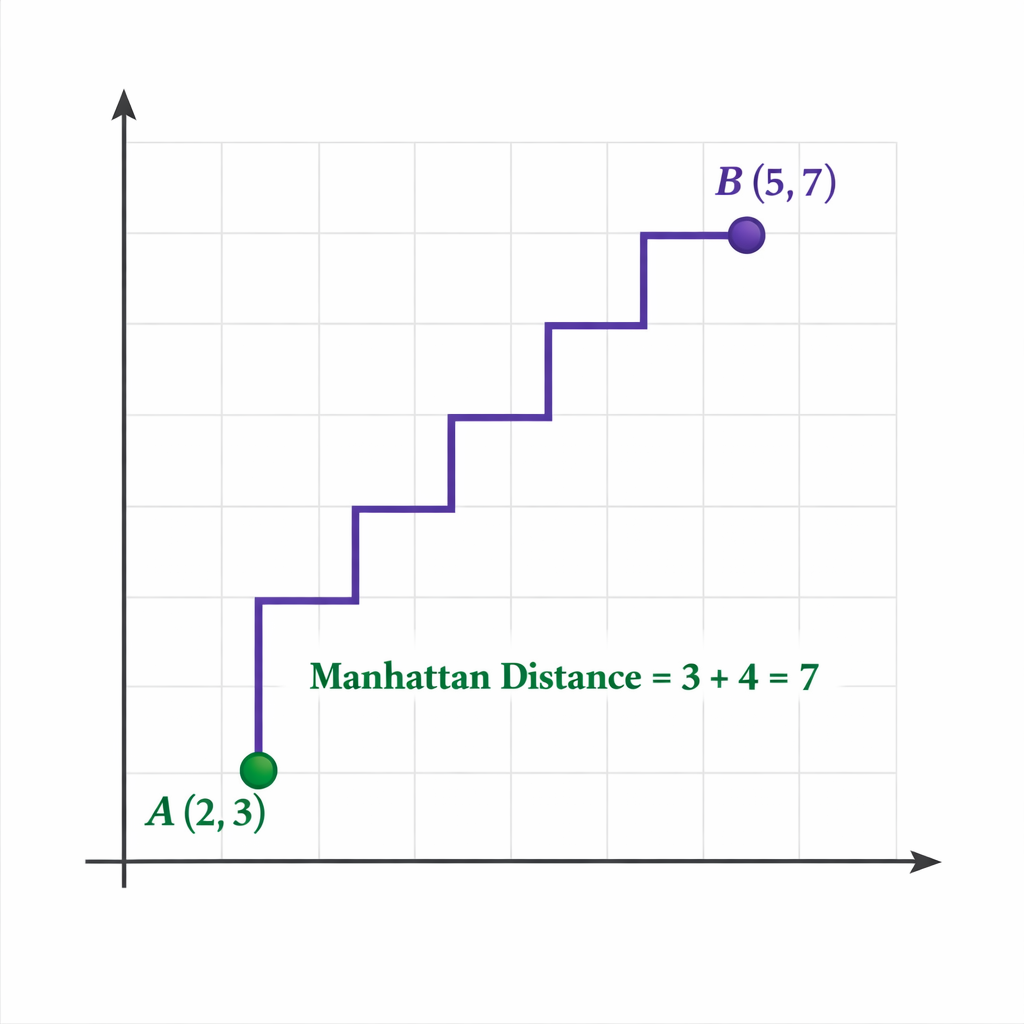 B (5, 7)
Manhattan Distance = 3 + 4 = 7
A (2, 3)